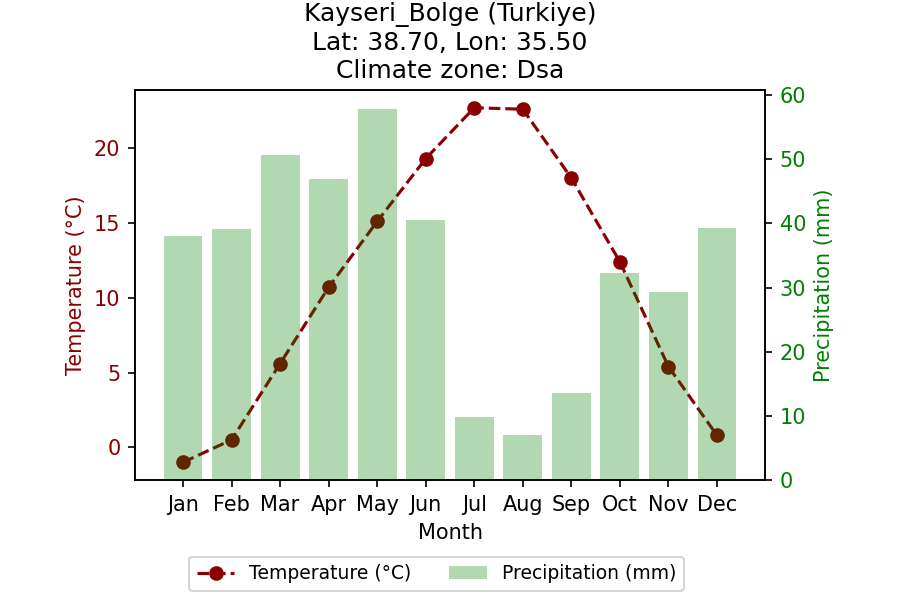 Kayseri_Bolge (Turkiye)
Lat: 38.70, Lon: 35.50
Climate zone: Dsa
Temperature (°C)
20
15
10
5
0
60
50
40
30
20
10
0
Precipitation (mm)
Jan Feb Mar Apr May Jun Jul Aug Sep Oct Nov Dec
Month
Temperature (°C) Precipitation (mm)